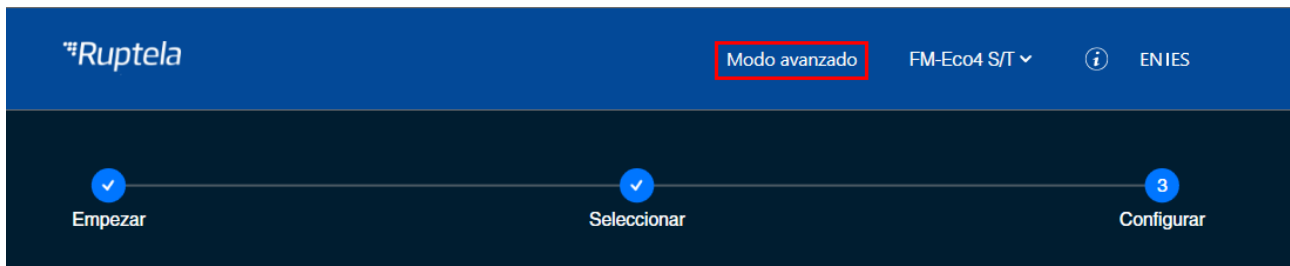 Ruptela
Modo avanzado
FM-Eco4 S/T
i
EN|ES
3
Empezar
Seleccionar
Configurar